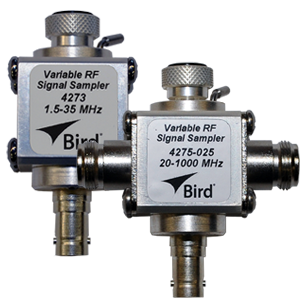 Variable RF
Signal Sampler
4273
1.5-35 MHz
Bird
Variable RF
Signal Sampler
4275-025
20-1000 MHz
Bird